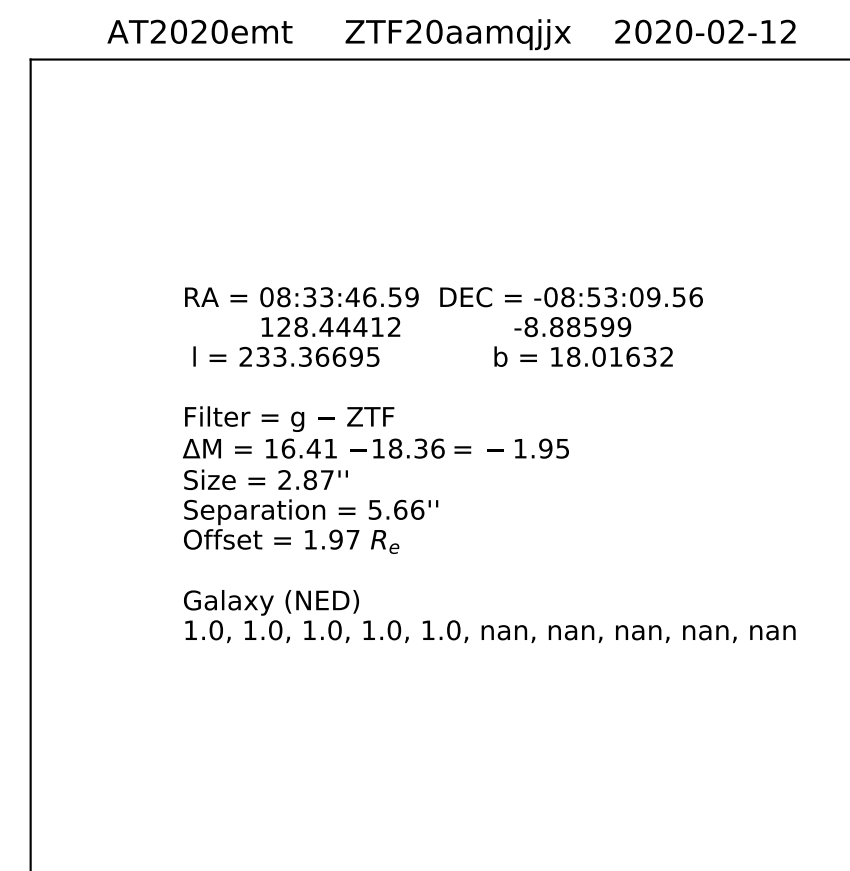 AT2020emt ZTF20aamqjjx 2020-02-12
RA = 08:33:46.59 DEC = -08:53:09.56
128.44412 -8.88599
l = 233.36695 b = 18.01632
Filter = g − ZTF
ΔM = 16.41 −18.36 = − 1.95
Size = 2.87''
Separation = 5.66''
Offset = 1.97 Re
Galaxy (NED)
1.0, 1.0, 1.0, 1.0, 1.0, nan, nan, nan, nan, nan